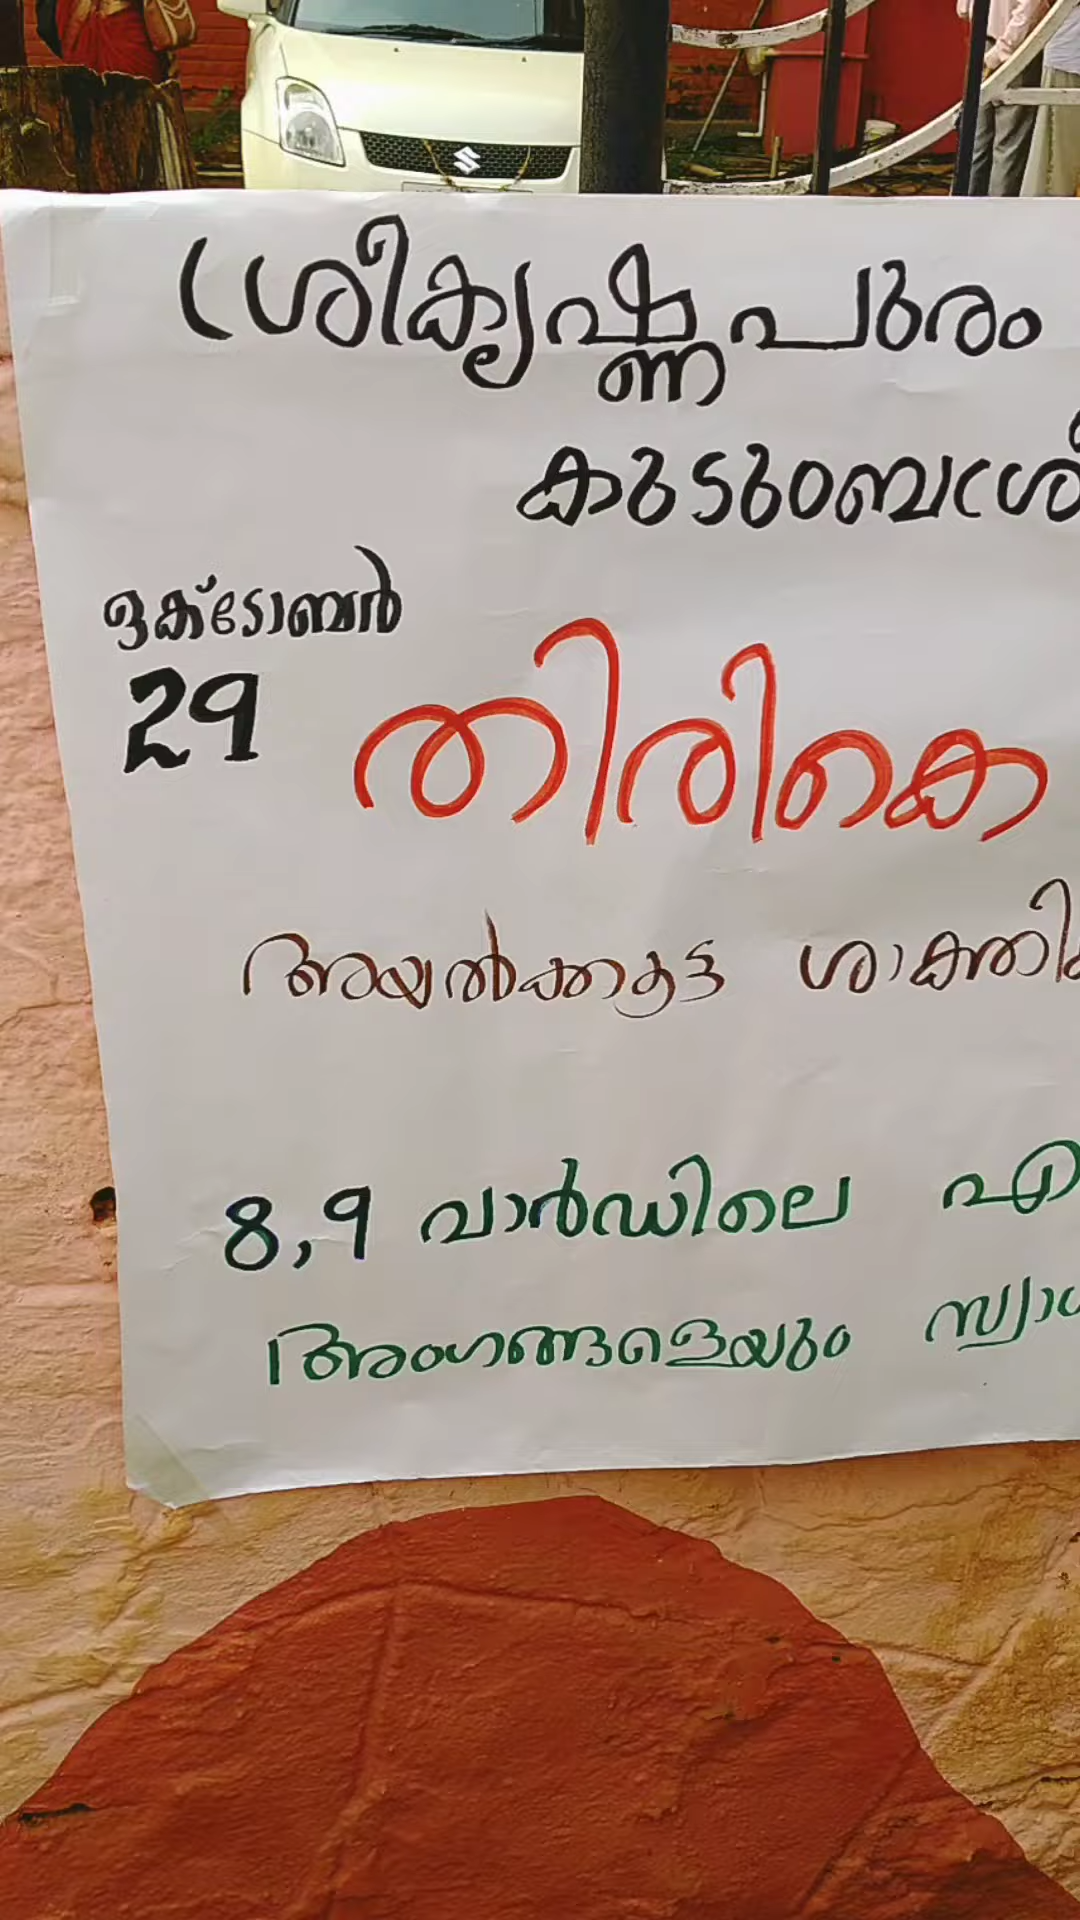 ശ്രീകൃഷ്ണപുരം
കുടുംബശ്രീ
ഒക്ടോബർ
29
തിരികെ
അയൽക്കൂട്ട ശാക്തീക
8,9 വാർഡിലെ എ
അംഗങ്ങളെയും സ്വാഗ